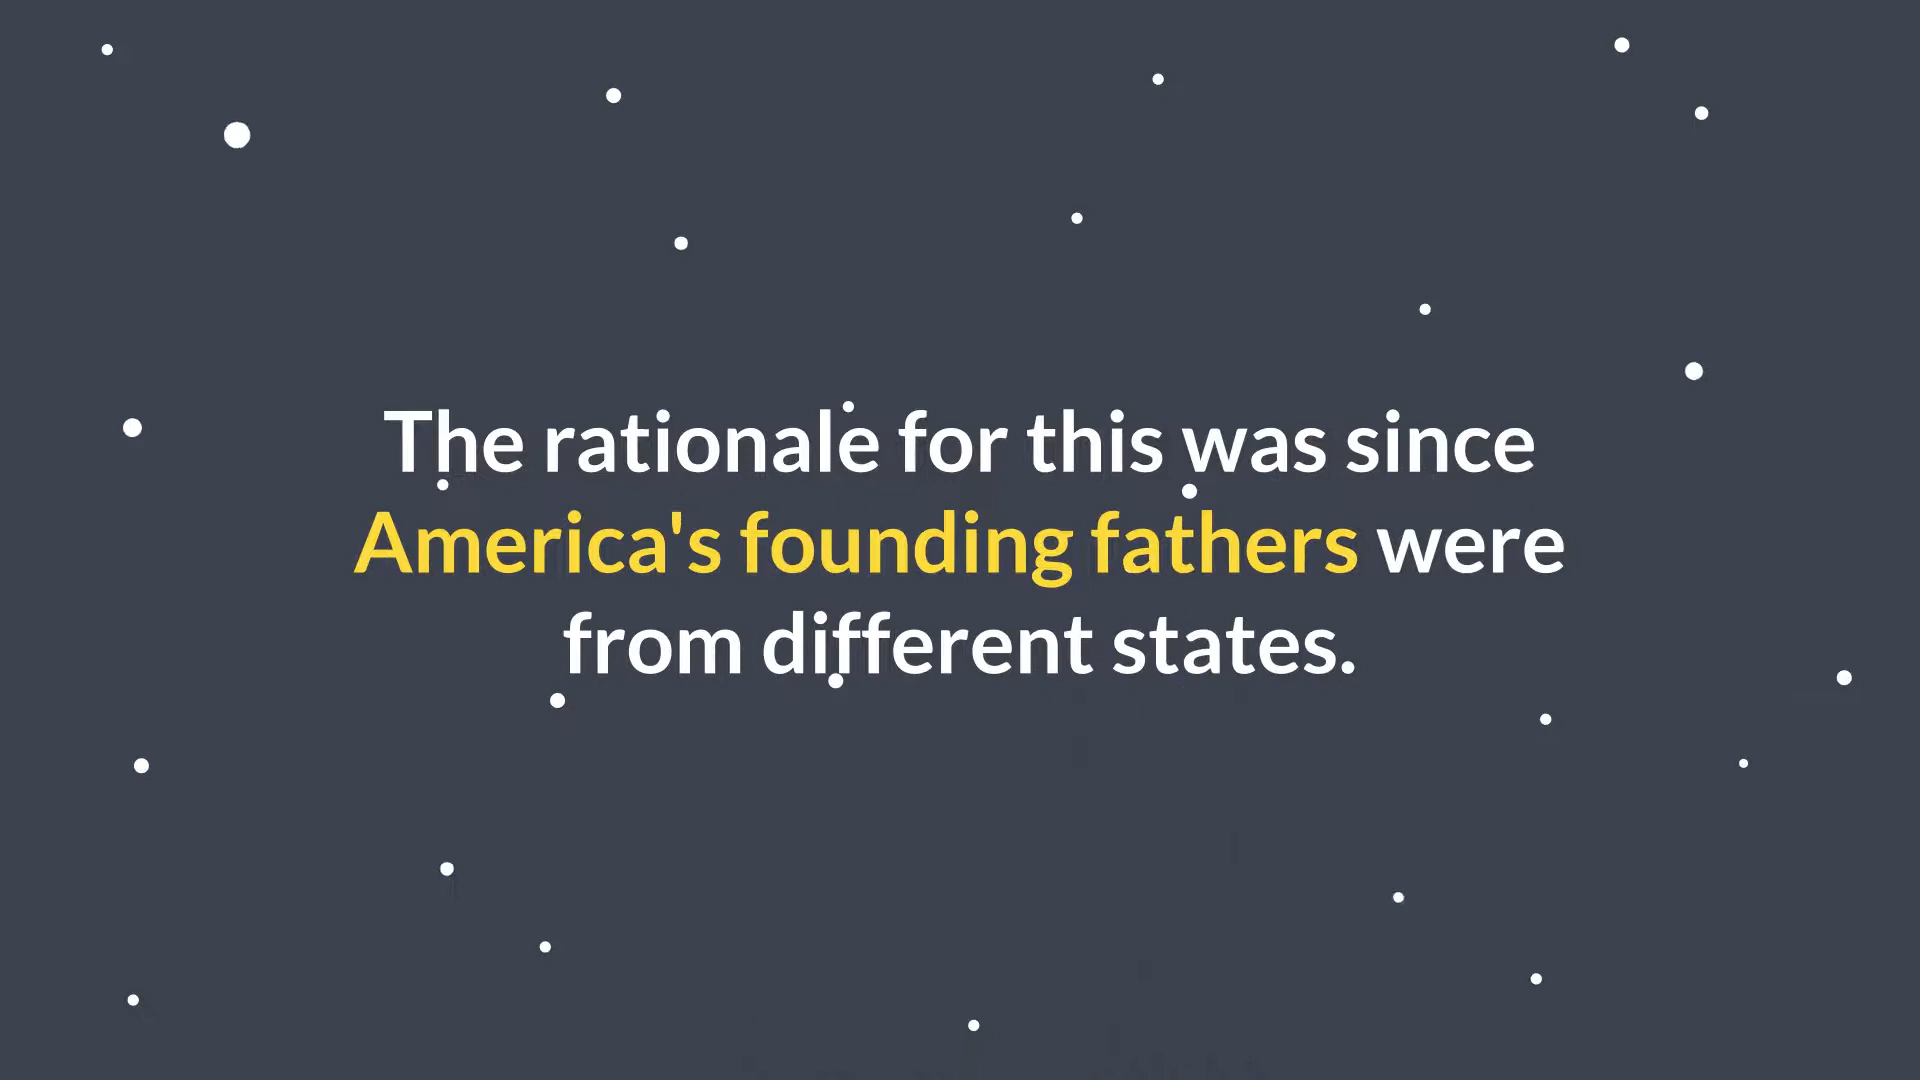 The rationale for this was since
America's founding fathers were
from different states.